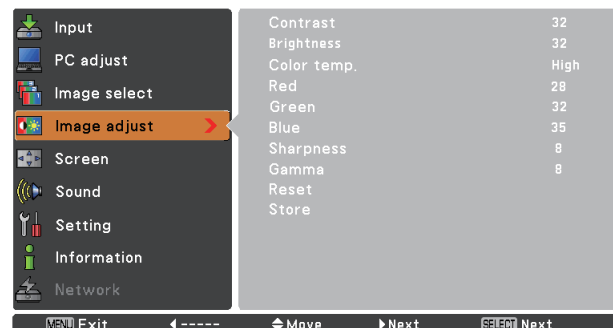 Input
PC adjust
Image select
Image adjust
Screen
Sound
Setting
Information
Network
Contrast 32
Brightness 32
Color temp. High
Red 28
Green 32
Blue 35
Sharpness 8
Gamma 8
Reset
Store
MENU Exit ◀ ----- Move ▶ Next SELECT Next